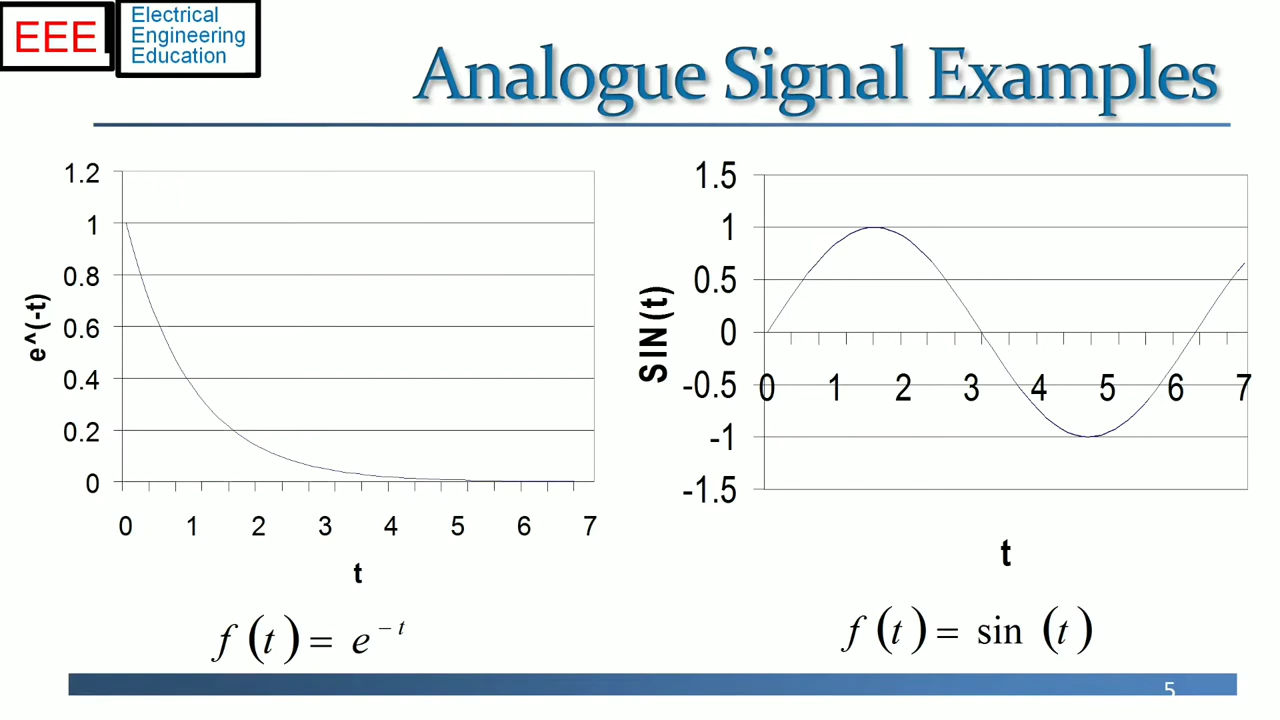 EEE
Electrical
Engineering
Education
Analogue Signal Examples
1.2
1
0.8
0.6
0.4
0.2
0
e^(-t)
0 1 2 3 4 5 6 7
t
f (t) = e^{-t}
1.5
1
0.5
0
-0.5
-1
-1.5
SIN(t)
0 1 2 3 4 5 6 7
t
f (t) = sin (t)
5